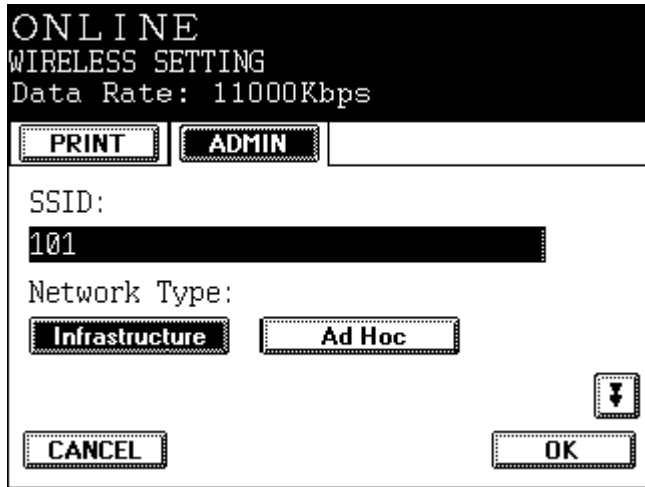 ONLINE
WIRELESS SETTING
Data Rate: 11000Kbps
PRINT ADMIN
SSID:
101
Network Type:
Infrastructure Ad Hoc
CANCEL OK